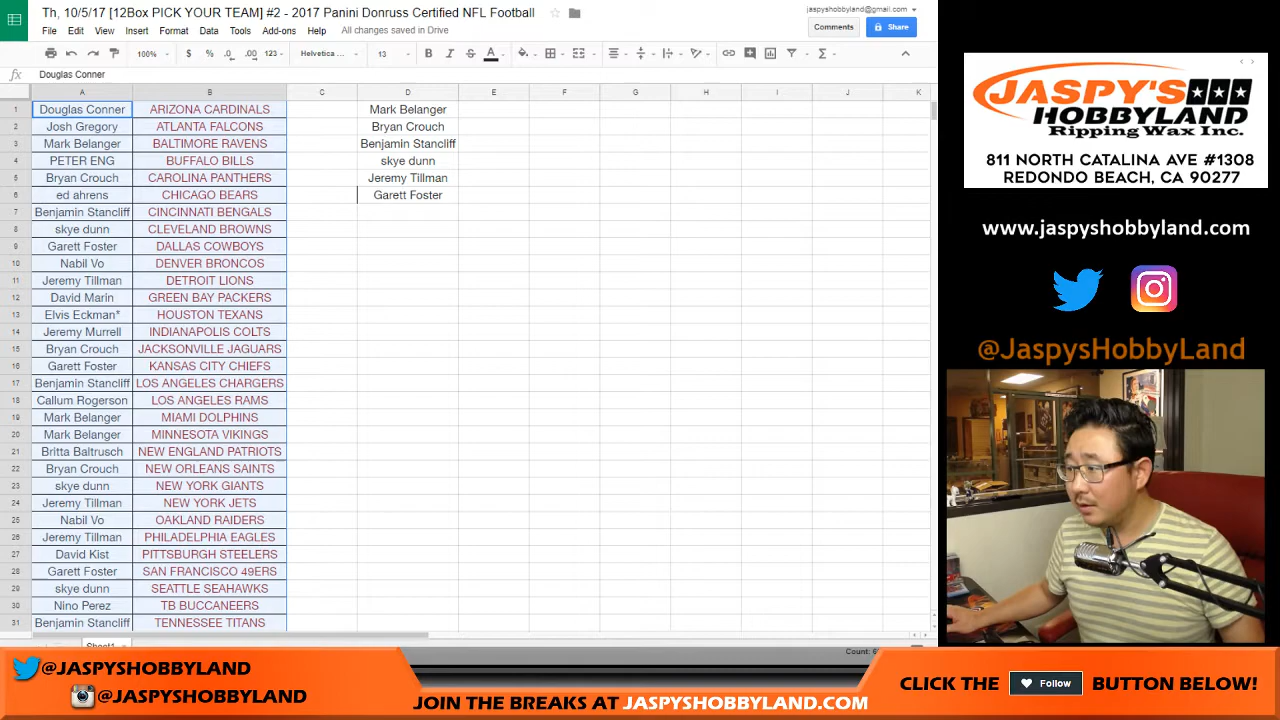 Th, 10/5/17 [12Box PICK YOUR TEAM] #2 - 2017 Panini Donruss Certified NFL Football
jaspyshobbyland@gmail.com
File Edit View Insert Format Data Tools Add-ons Help All changes saved in Drive
Comments Share
100% $ % .0 .00 123 Helvetica ... 13
fx Douglas Conner
A B C D E F G H I J K
1 Douglas Conner ARIZONA CARDINALS Mark Belanger
2 Josh Gregory ATLANTA FALCONS Bryan Crouch
3 Mark Belanger BALTIMORE RAVENS Benjamin Stancliff
4 PETER ENG BUFFALO BILLS skye dunn
5 Bryan Crouch CAROLINA PANTHERS Jeremy Tillman
6 ed ahrens CHICAGO BEARS Garett Foster
7 Benjamin Stancliff CINCINNATI BENGALS
8 skye dunn CLEVELAND BROWNS
9 Garett Foster DALLAS COWBOYS
10 Nabil Vo DENVER BRONCOS
11 Jeremy Tillman DETROIT LIONS
12 David Marin GREEN BAY PACKERS
13 Elvis Eckman* HOUSTON TEXANS
14 Jeremy Murrell INDIANAPOLIS COLTS
15 Bryan Crouch JACKSONVILLE JAGUARS
16 Garett Foster KANSAS CITY CHIEFS
17 Benjamin Stancliff LOS ANGELES CHARGERS
18 Callum Rogerson LOS ANGELES RAMS
19 Mark Belanger MIAMI DOLPHINS
20 Mark Belanger MINNESOTA VIKINGS
21 Britta Baltrusch NEW ENGLAND PATRIOTS
22 Bryan Crouch NEW ORLEANS SAINTS
23 skye dunn NEW YORK GIANTS
24 Jeremy Tillman NEW YORK JETS
25 Nabil Vo OAKLAND RAIDERS
26 Jeremy Tillman PHILADELPHIA EAGLES
27 David Kist PITTSBURGH STEELERS
28 Garett Foster SAN FRANCISCO 49ERS
29 skye dunn SEATTLE SEAHAWKS
30 Nino Perez TB BUCCANEERS
31 Benjamin Stancliff TENNESSEE TITANS
Sheet1
Count:
JASPY'S
HOBBYLAND
Ripping Wax Inc.
811 NORTH CATALINA AVE #1308
REDONDO BEACH, CA 90277
www.jaspyshobbyland.com
@JaspysHobbyLand
@JASPYSHOBBYLAND
@JASPYSHOBBYLAND
JOIN THE BREAKS AT JASPYSHOBBYLAND.COM
CLICK THE Follow BUTTON BELOW!